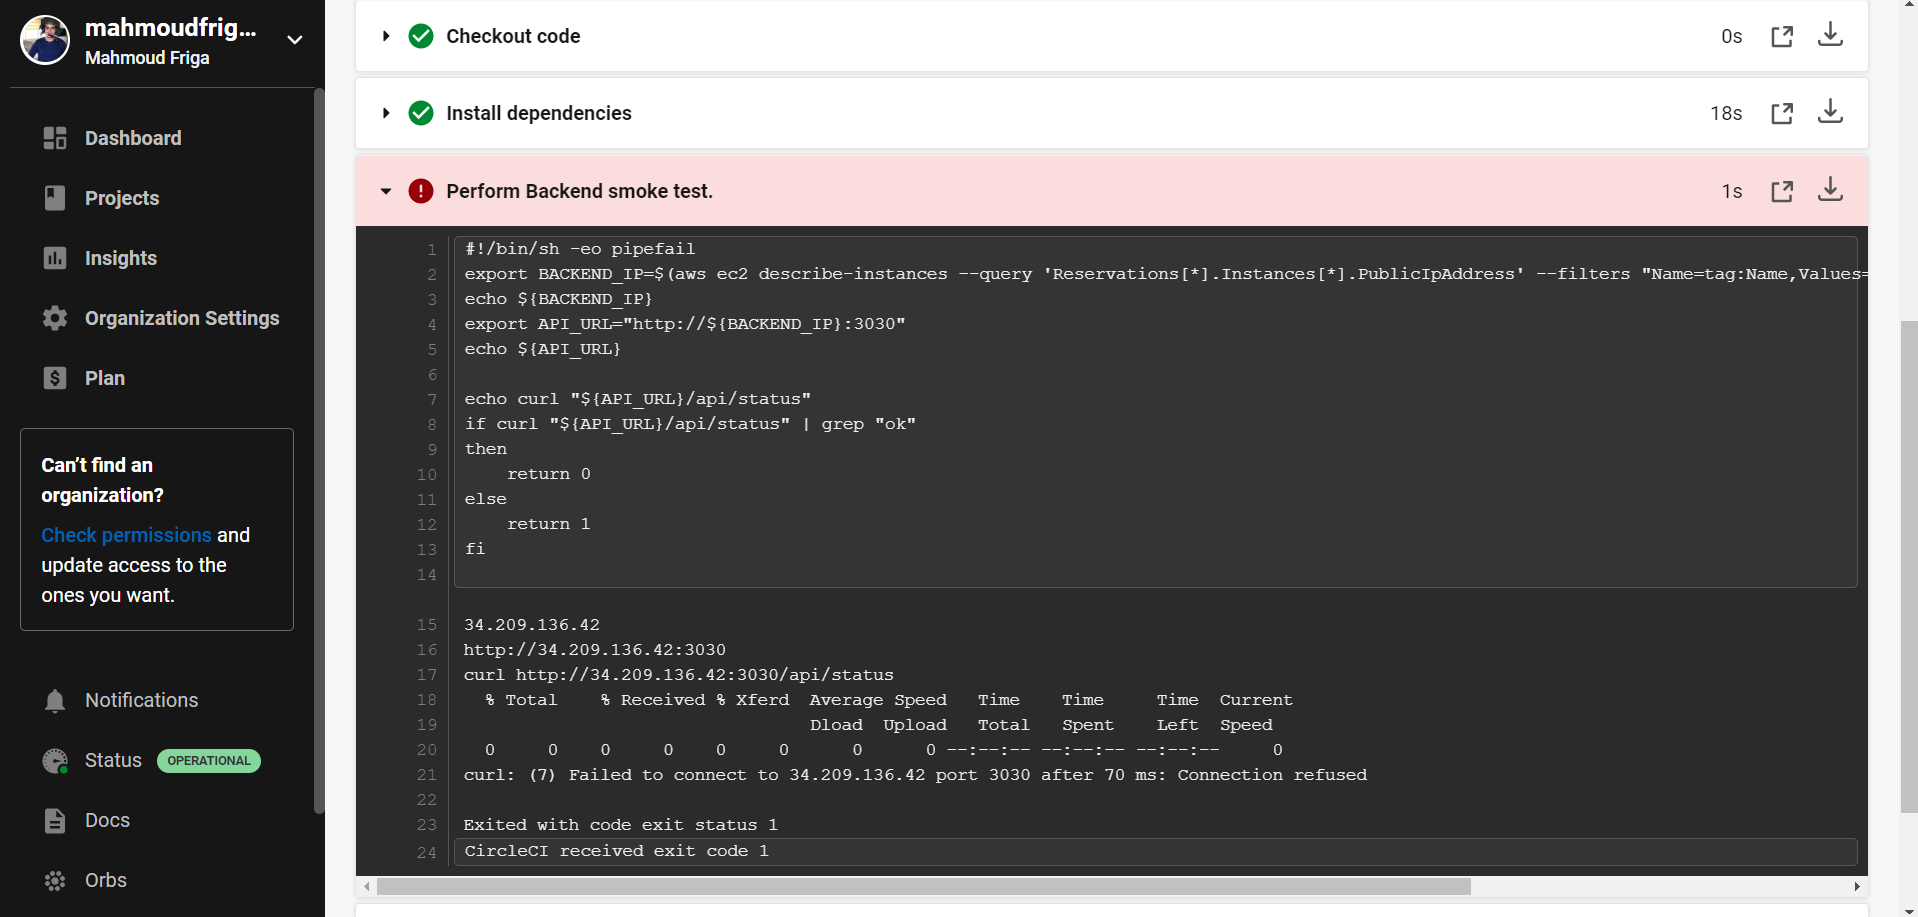 mahmoudfrig...
Mahmoud Friga
Dashboard
Projects
Insights
Organization Settings
Plan
Can't find an
organization?
Check permissions and
update access to the
ones you want.
Notifications
Status OPERATIONAL
Docs
Orbs
Checkout code 0s
Install dependencies 18s
Perform Backend smoke test. 1s
1 #!/bin/sh -eo pipefail
2 export BACKEND_IP=$(aws ec2 describe-instances --query 'Reservations[*].Instances[*].PublicIpAddress' --filters "Name=tag:Name,Values=
3 echo ${BACKEND_IP}
4 export API_URL="http://${BACKEND_IP}:3030"
5 echo ${API_URL}
6
7 echo curl "${API_URL}/api/status"
8 if curl "${API_URL}/api/status" | grep "ok"
9 then
10 return 0
11 else
12 return 1
13 fi
14
15 34.209.136.42
16 http://34.209.136.42:3030
17 curl http://34.209.136.42:3030/api/status
18 % Total % Received % Xferd Average Speed Time Time Time Current
19 Dload Upload Total Spent Left Speed
20 0 0 0 0 0 0 0 0 --:--:-- --:--:-- --:--:-- 0
21 curl: (7) Failed to connect to 34.209.136.42 port 3030 after 70 ms: Connection refused
22
23 Exited with code exit status 1
24 CircleCI received exit code 1